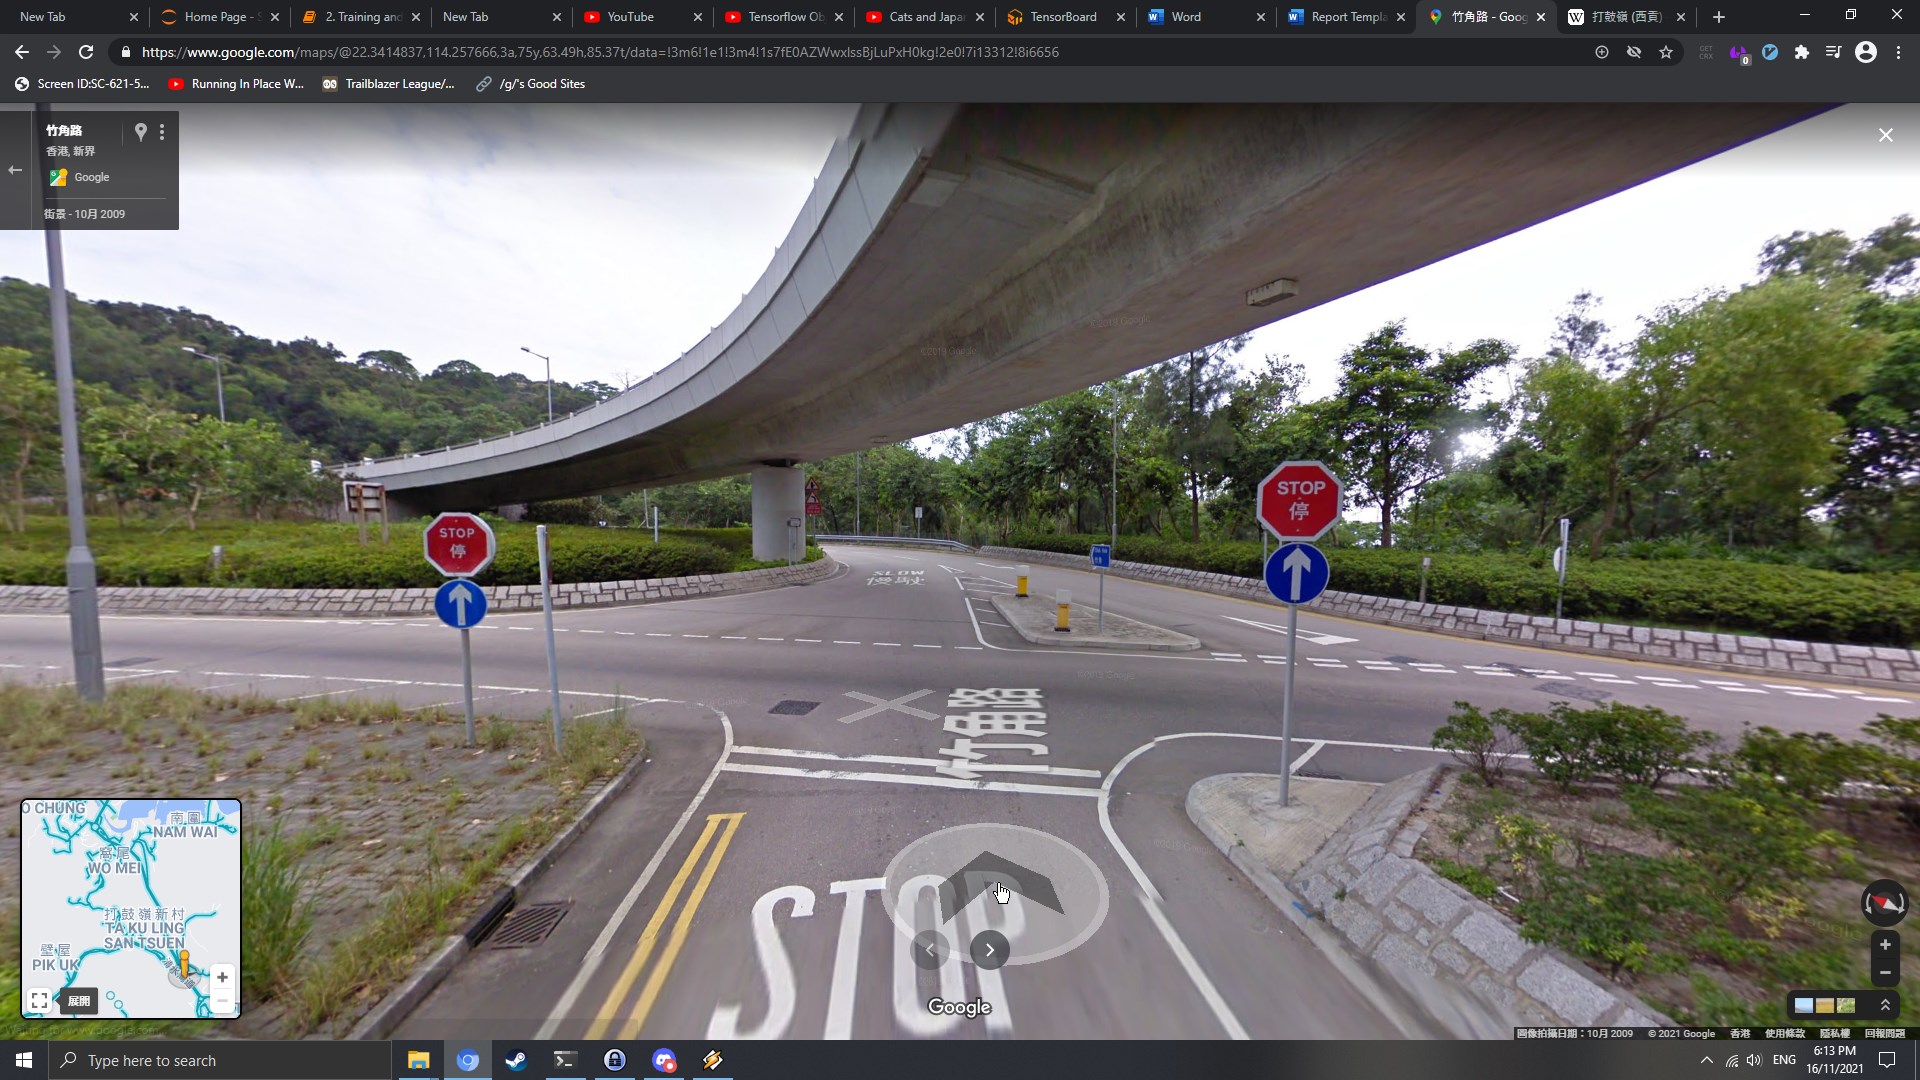 New Tab
Home Page - S
2. Training and
New Tab
YouTube
Tensorflow Ob
Cats and Japan
TensorBoard
Word
Report Templa
竹角路 - Goog
打鼓嶺 (西貢)
https://www.google.com/maps/@22.3414837,114.257666,3a,75y,63.49h,85.37t/data=!3m6!1e1!3m4!1s7fE0AZWwxlssBjLuPxH0kg!2e0!7i13312!8i6656
GET CRX
0
Screen ID:SC-621-5...
Running In Place W...
Trailblazer League/...
/g/'s Good Sites
竹角路
香港, 新界
Google
街景 - 10月 2009
STOP
停
STOP
停
SLOW
慢駛
竹角路
STOP
O CHUNG
南圍
NAM WAI
窩尾
WO MEI
打鼓嶺新村
TA KU LING
SAN TSUEN
壁屋
PIK UK
展開
Google
圖像拍攝日期：10月 2009
© 2021 Google
香港
使用條款
隱私權
回報問題
Type here to search
ENG
6:13 PM
16/11/2021